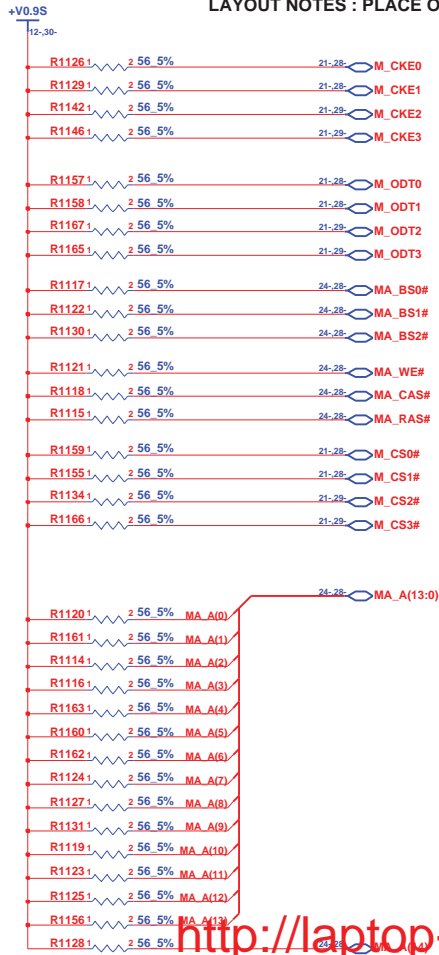 LAYOUT NOTES : PLACE O
+V0.9S
12-,30-
R1126 1 2 56_5% 21-,28- M_CKE0
R1129 1 2 56_5% 21-,28- M_CKE1
R1142 1 2 56_5% 21-,29- M_CKE2
R1146 1 2 56_5% 21-,29- M_CKE3
R1157 1 2 56_5% 21-,28- M_ODT0
R1158 1 2 56_5% 21-,28- M_ODT1
R1167 1 2 56_5% 21-,29- M_ODT2
R1165 1 2 56_5% 21-,29- M_ODT3
R1117 1 2 56_5% 24-,28- MA_BS0#
R1122 1 2 56_5% 24-,28- MA_BS1#
R1130 1 2 56_5% 24-,28- MA_BS2#
R1121 1 2 56_5% 24-,28- MA_WE#
R1118 1 2 56_5% 24-,28- MA_CAS#
R1115 1 2 56_5% 24-,28- MA_RAS#
R1159 1 2 56_5% 21-,28- M_CS0#
R1155 1 2 56_5% 21-,28- M_CS1#
R1134 1 2 56_5% 21-,29- M_CS2#
R1166 1 2 56_5% 21-,29- M_CS3#
24-,28- MA_A(13:0)
R1120 1 2 56_5% MA_A(0)
R1161 1 2 56_5% MA_A(1)
R1114 1 2 56_5% MA_A(2)
R1116 1 2 56_5% MA_A(3)
R1163 1 2 56_5% MA_A(4)
R1160 1 2 56_5% MA_A(5)
R1162 1 2 56_5% MA_A(6)
R1124 1 2 56_5% MA_A(7)
R1127 1 2 56_5% MA_A(8)
R1131 1 2 56_5% MA_A(9)
R1119 1 2 56_5% MA_A(10)
R1123 1 2 56_5% MA_A(11)
R1125 1 2 56_5% MA_A(12)
R1156 1 2 56_5% MA_A(13)
R1128 1 2 56_5% 24-,28- MA_A(14)
http://laptop-